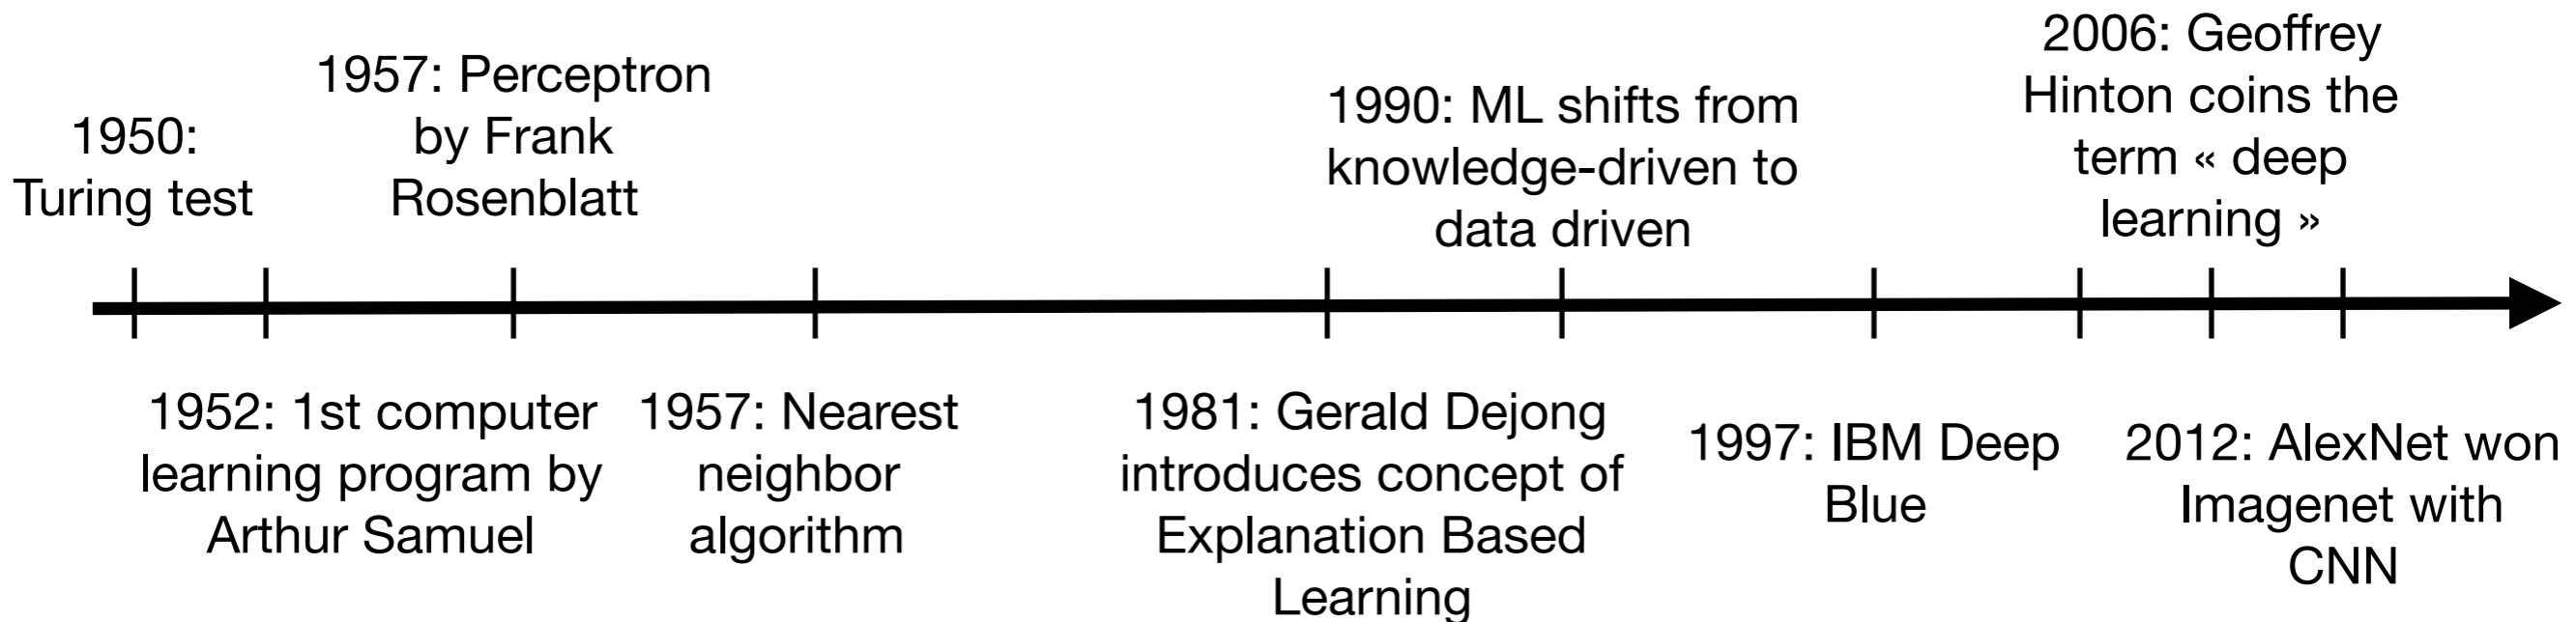 1950:
Turing test
1957: Perceptron
by Frank
Rosenblatt
1990: ML shifts from
knowledge-driven to
data driven
2006: Geoffrey
Hinton coins the
term « deep
learning »
1952: 1st computer
learning program by
Arthur Samuel
1957: Nearest
neighbor
algorithm
1981: Gerald Dejong
introduces concept of
Explanation Based
Learning
1997: IBM Deep
Blue
2012: AlexNet won
Imagenet with
CNN